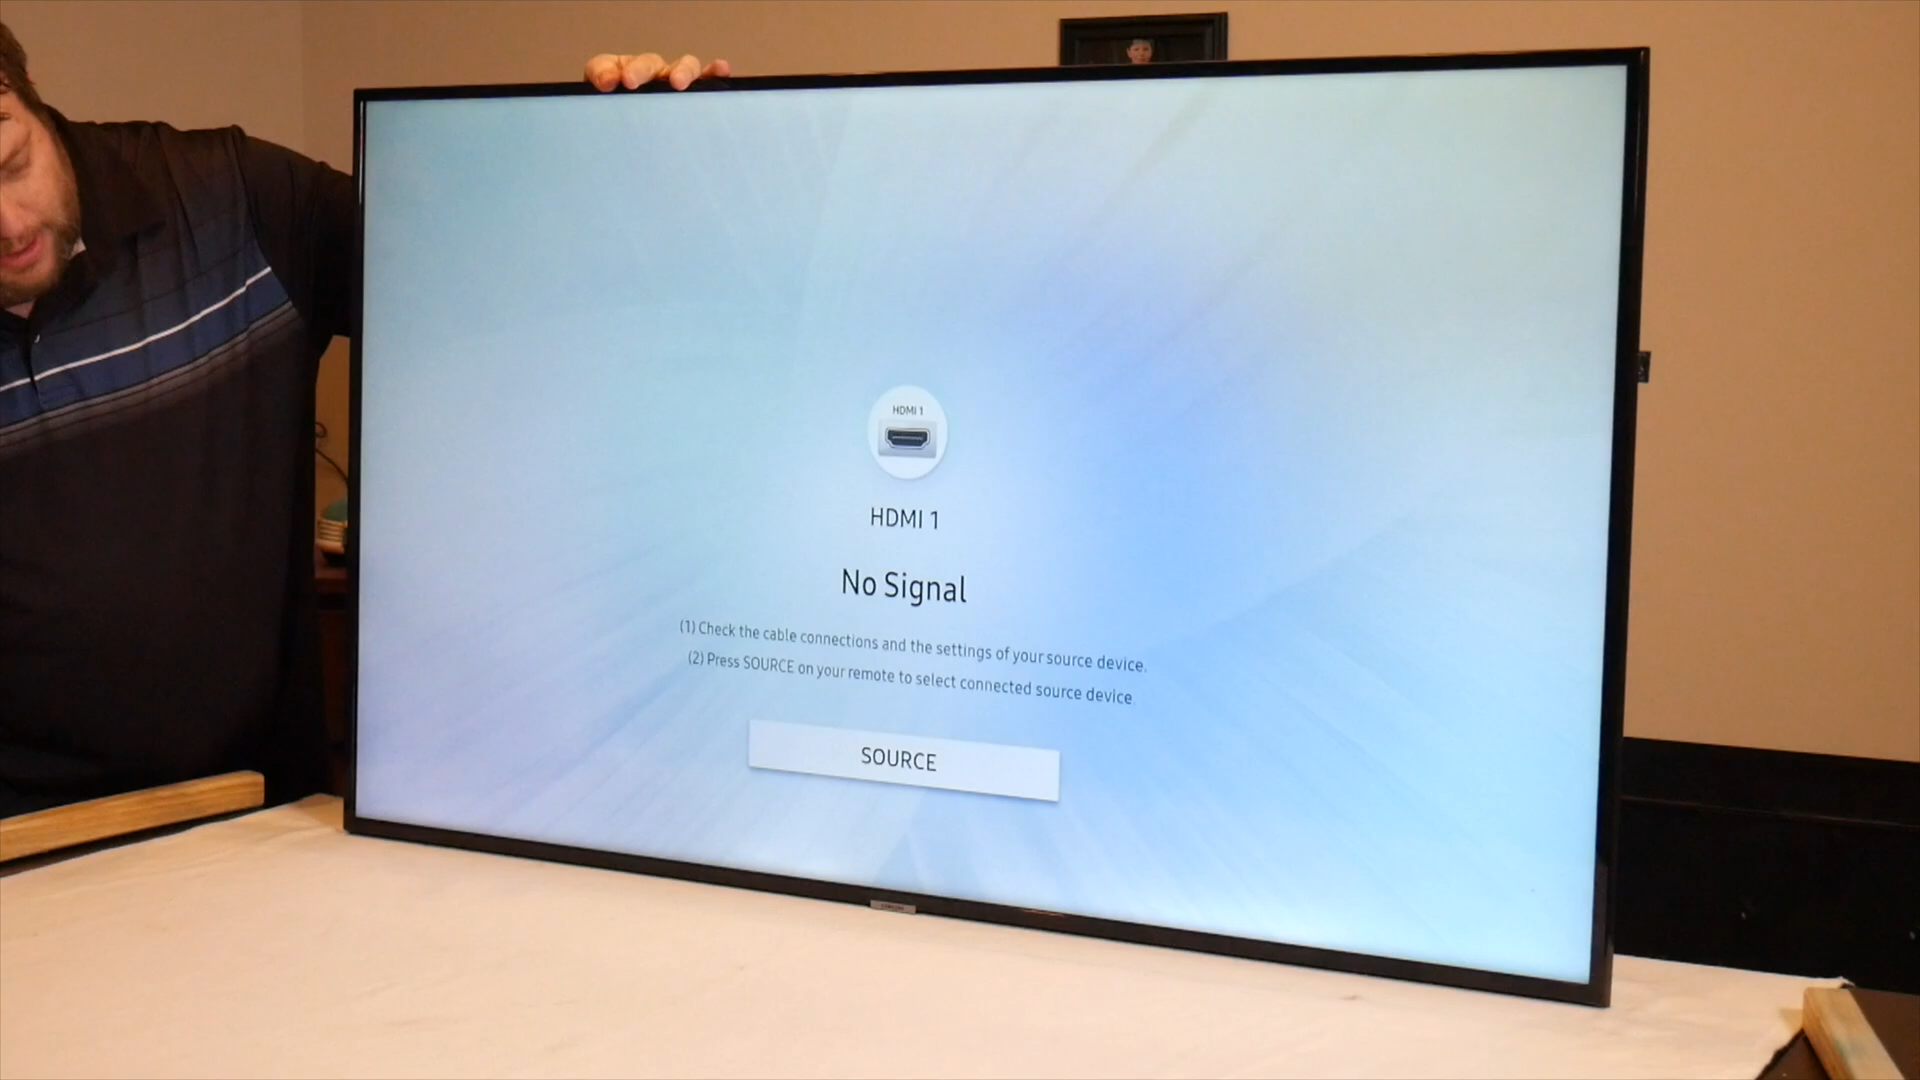 HDMI 1
HDMI 1
No Signal
(1) Check the cable connections and the settings of your source device.
(2) Press SOURCE on your remote to select connected source device
SOURCE